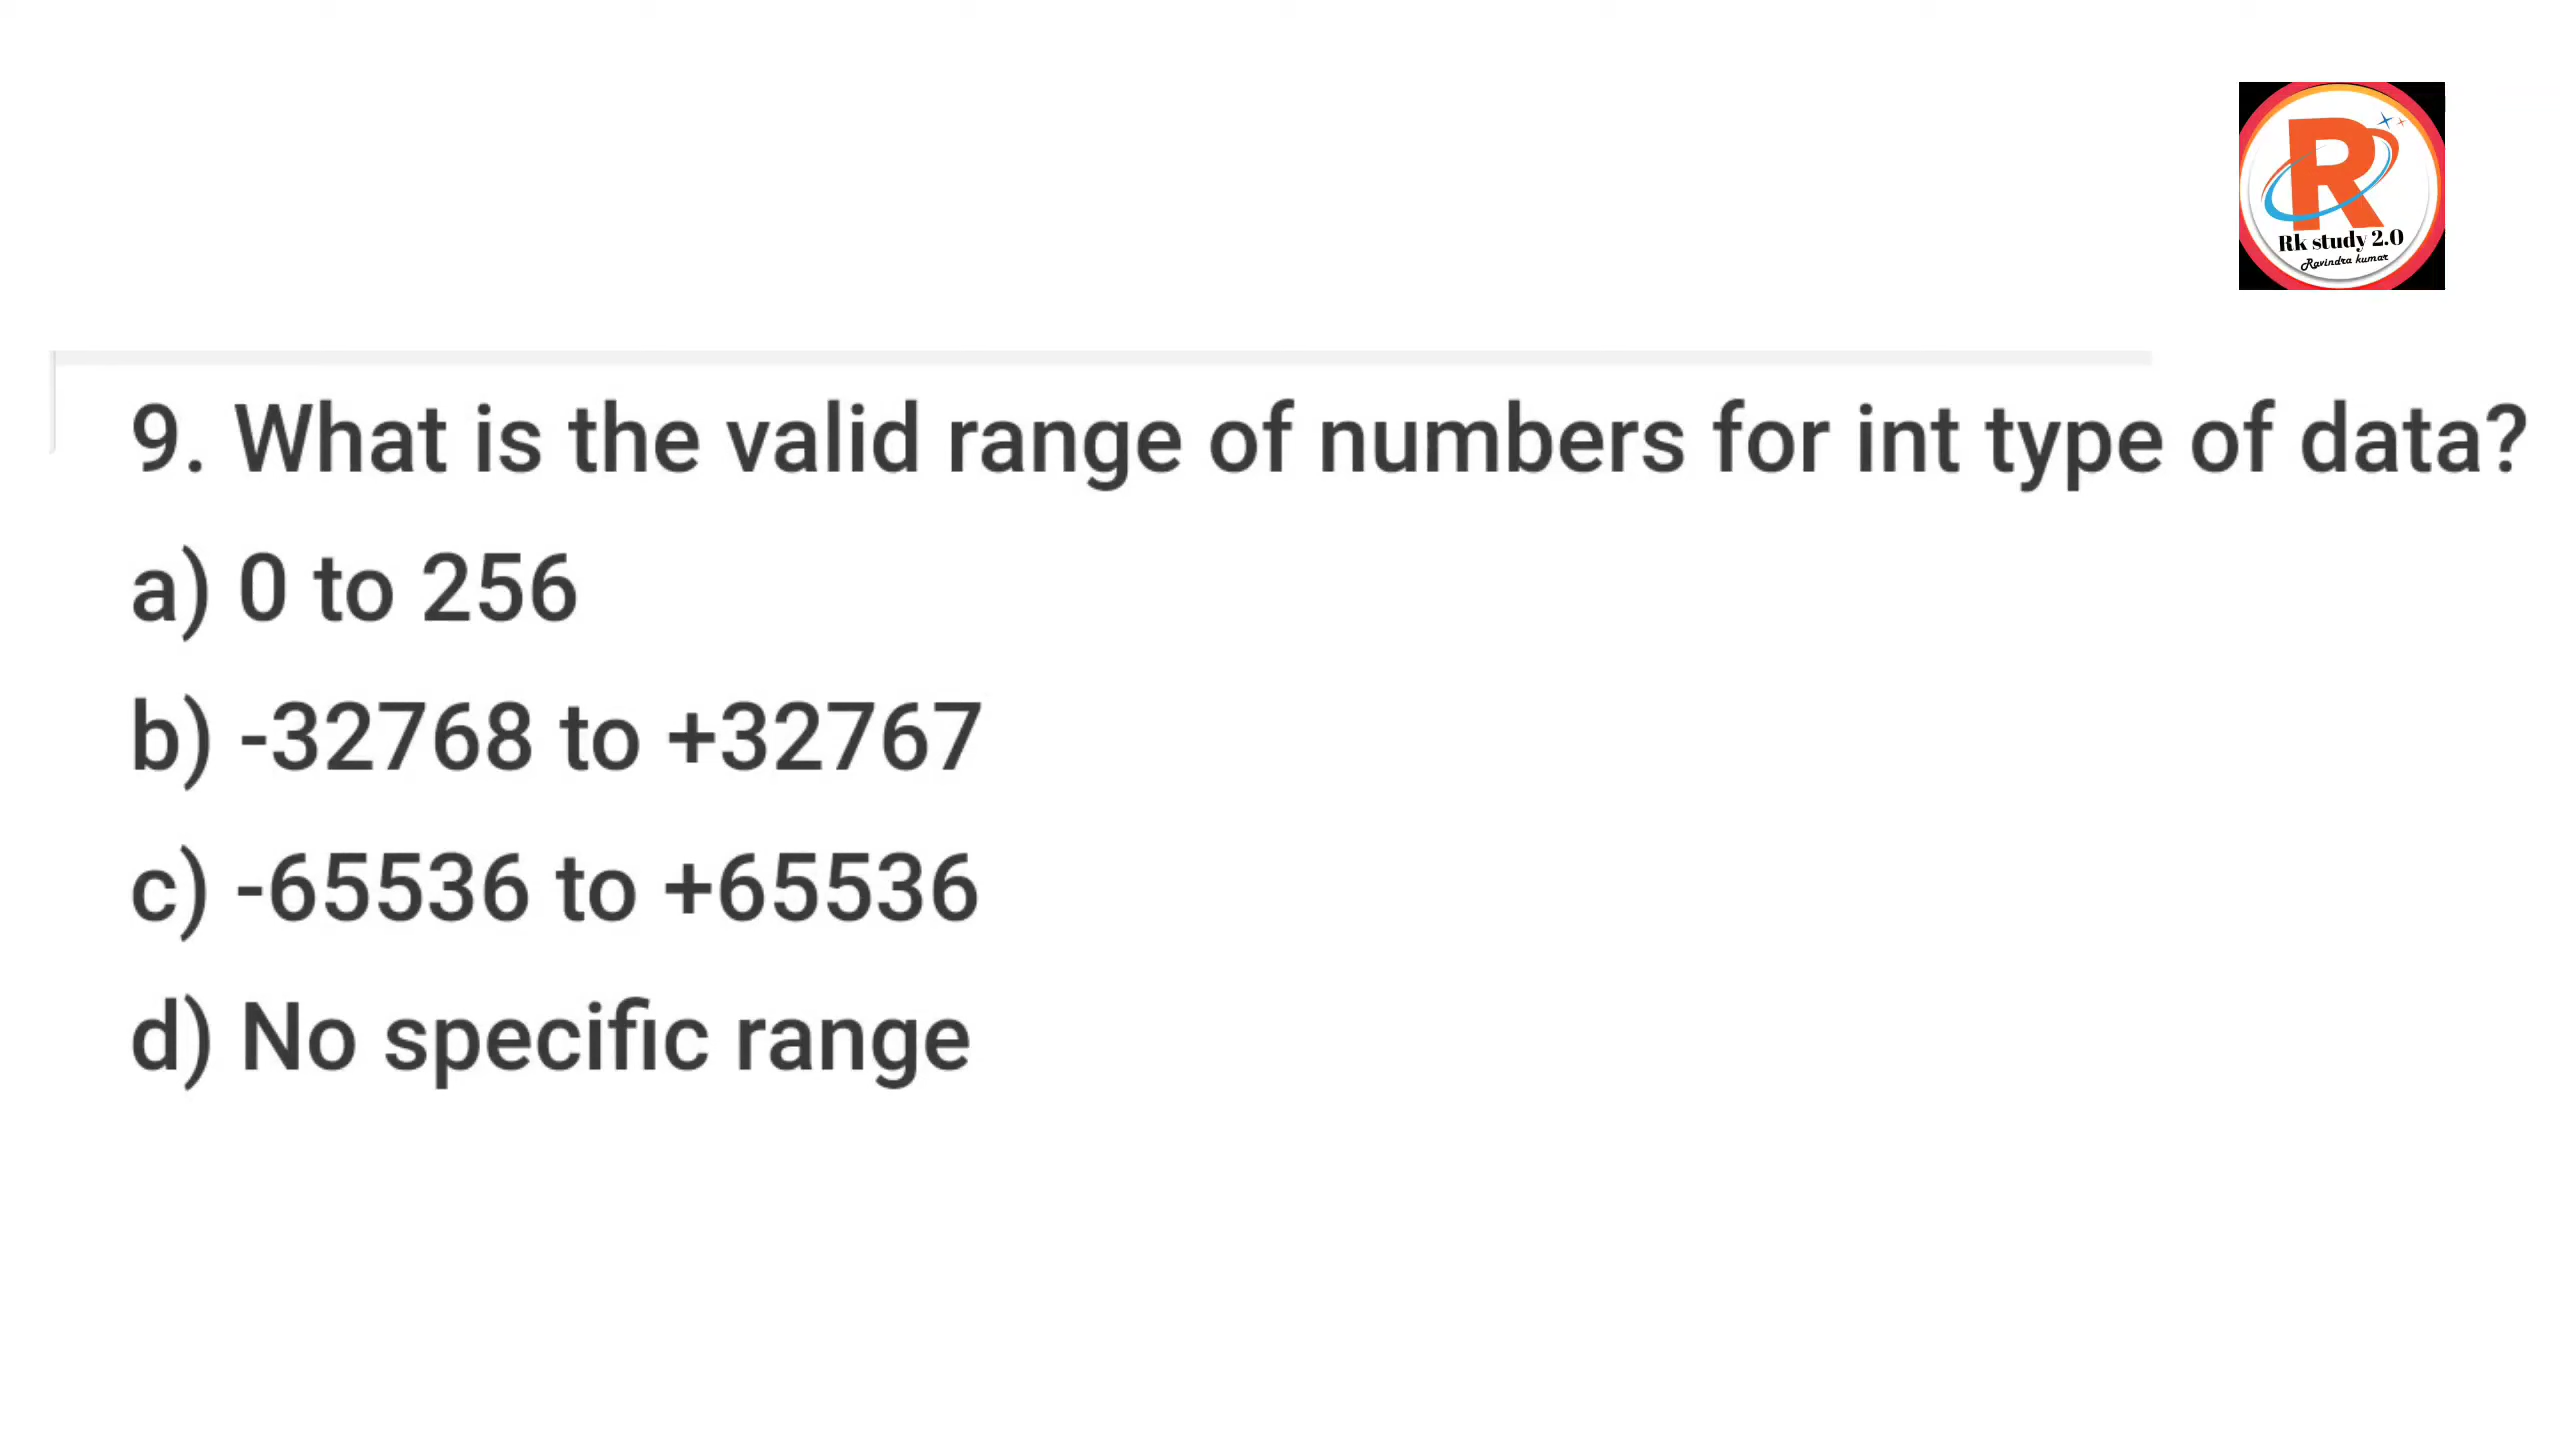 R
Rk study 2.0
Ravindra kumar
9. What is the valid range of numbers for int type of data?
a) 0 to 256
b) -32768 to +32767
c) -65536 to +65536
d) No specific range